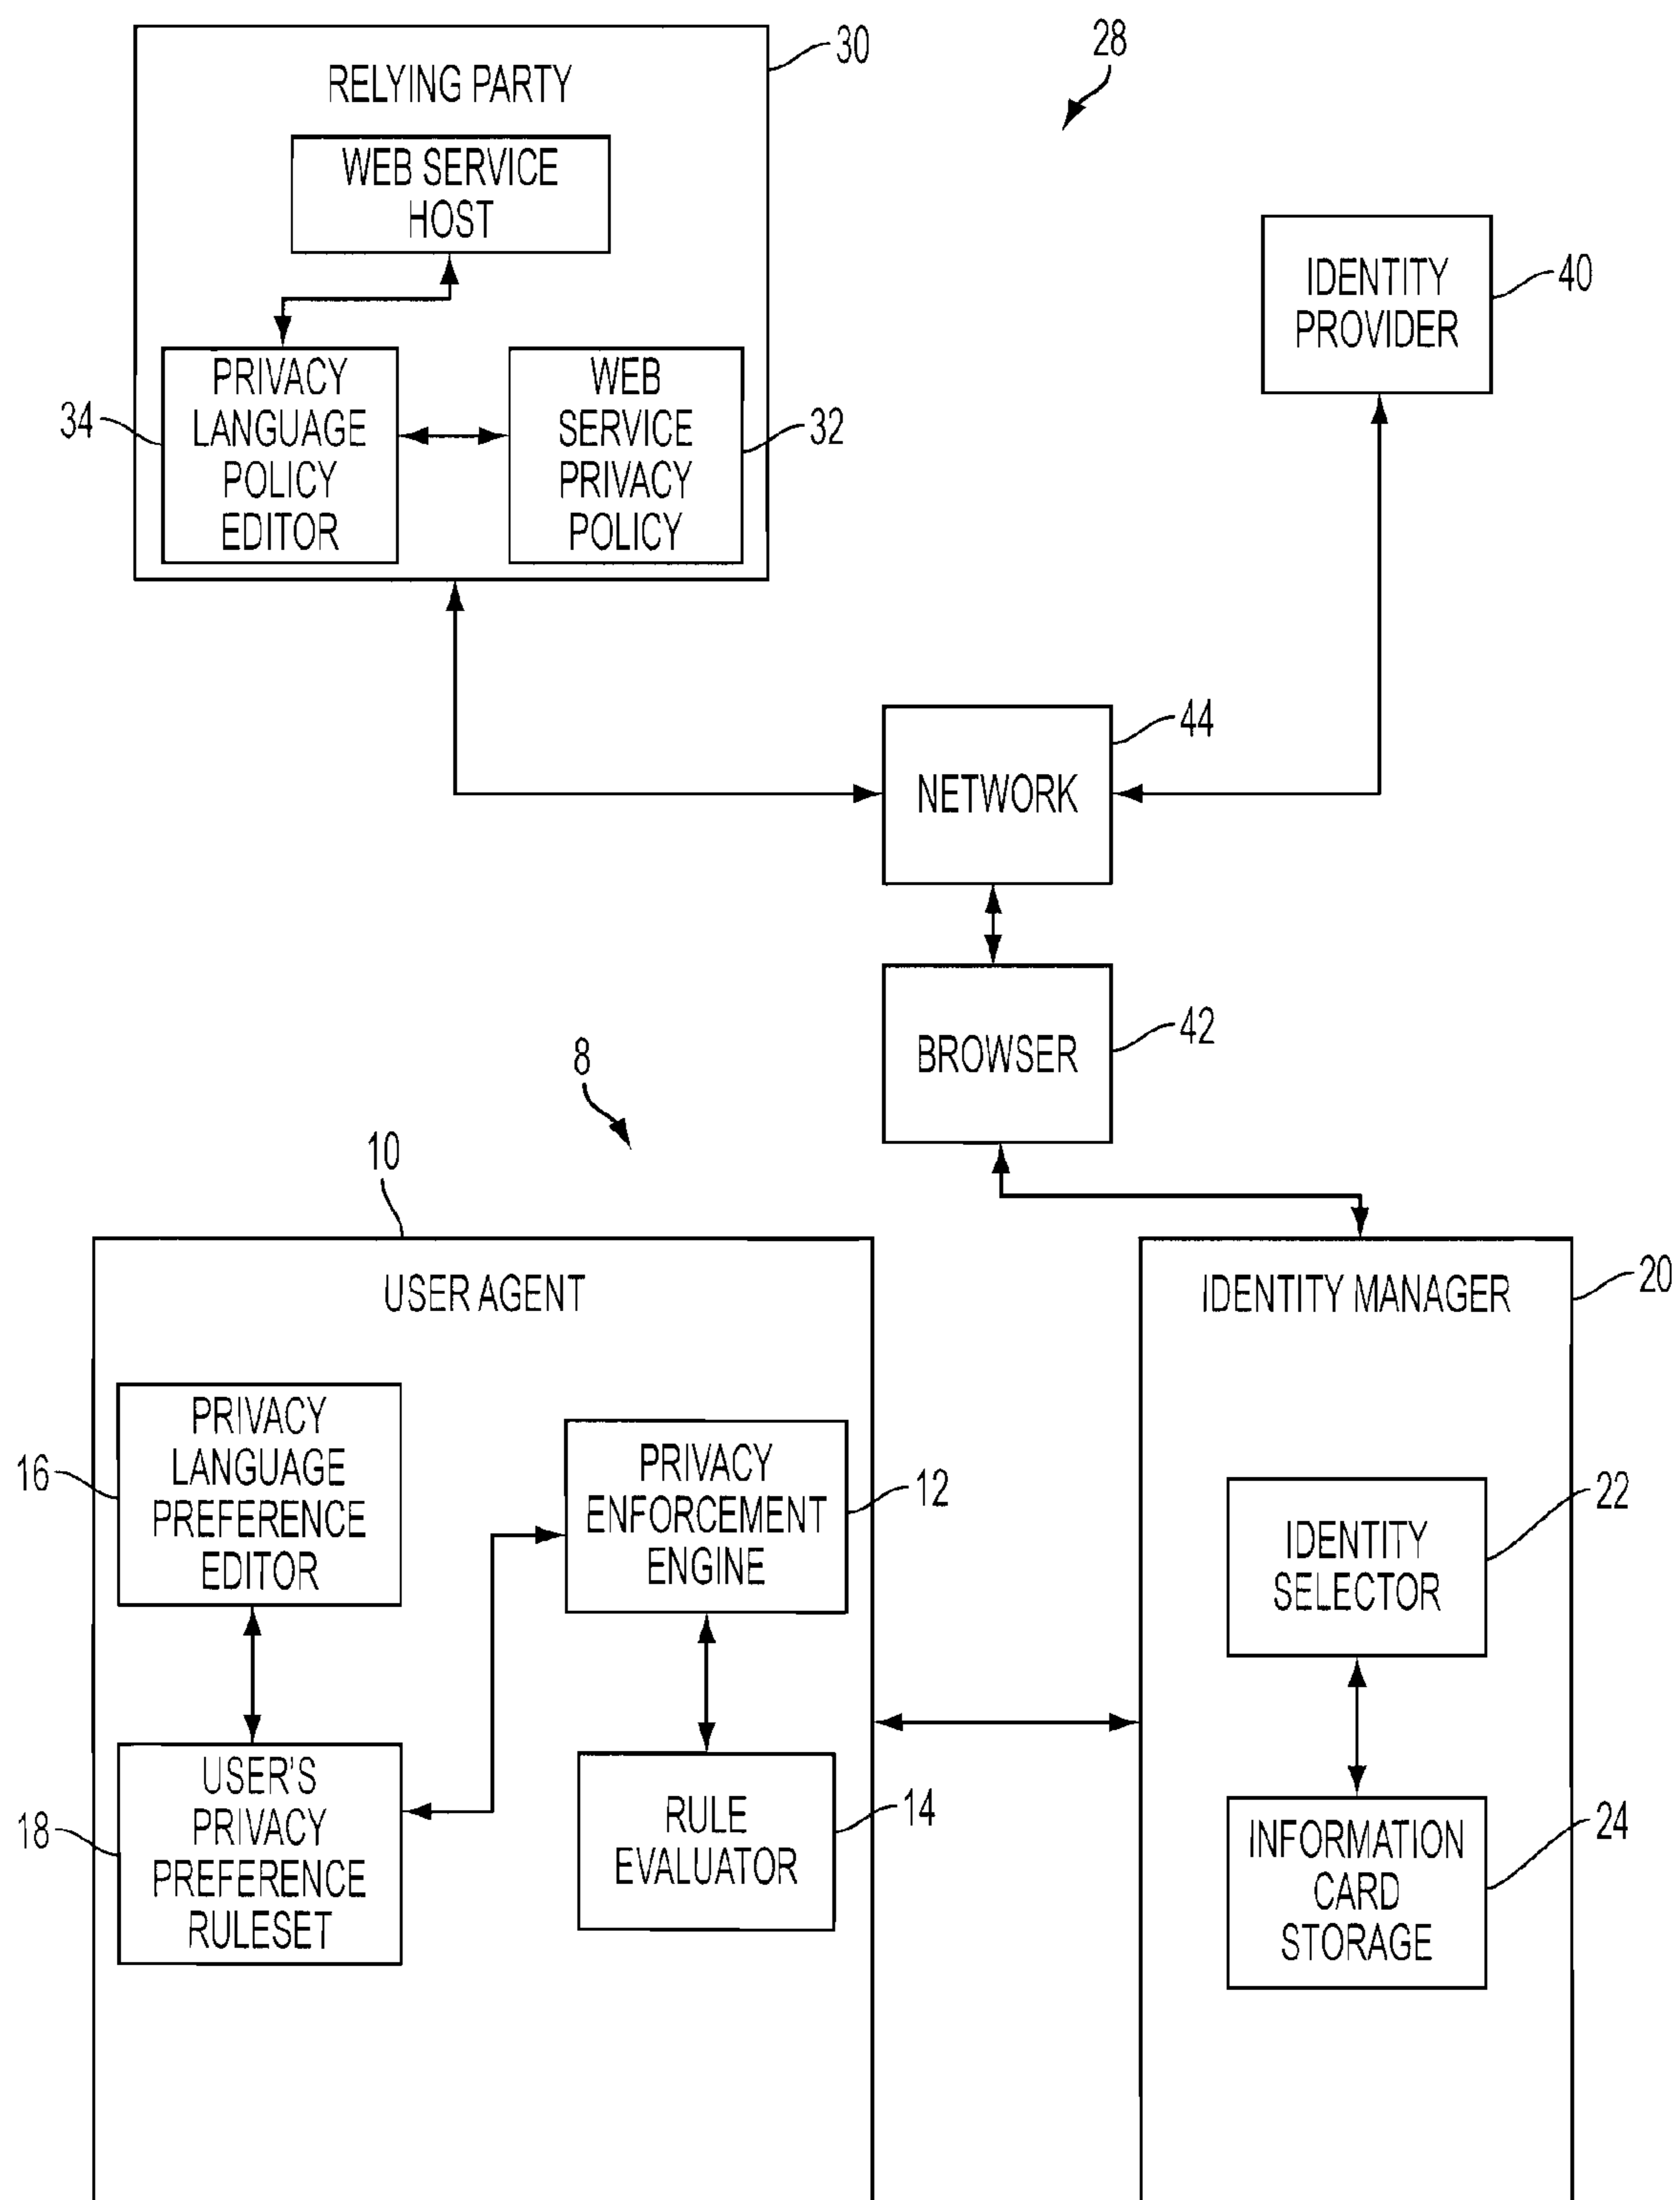 30
28
RELYING PARTY
WEB SERVICE
HOST
IDENTITY
PROVIDER
40
34
PRIVACY
LANGUAGE
POLICY
EDITOR
WEB
SERVICE
PRIVACY
POLICY
32
44
NETWORK
42
BROWSER
8
10
USER AGENT
IDENTITY MANAGER
20
16
PRIVACY
LANGUAGE
PREFERENCE
EDITOR
PRIVACY
ENFORCEMENT
ENGINE
12
22
IDENTITY
SELECTOR
18
USER'S
PRIVACY
PREFERENCE
RULESET
RULE
EVALUATOR
14
INFORMATION
CARD
STORAGE
24